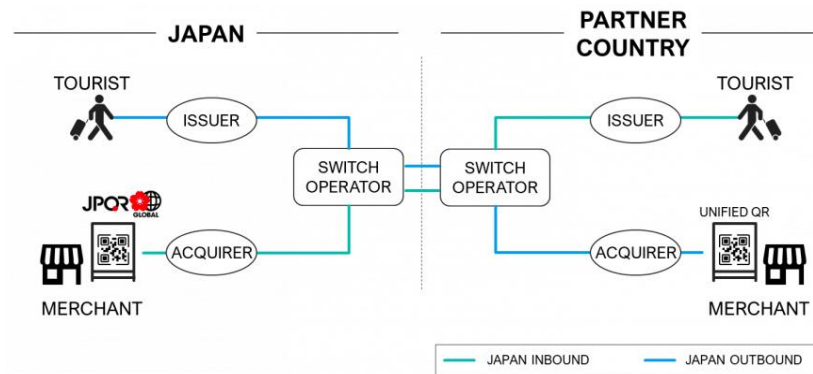 JAPAN
PARTNER
COUNTRY
TOURIST
ISSUER
ISSUER
TOURIST
SWITCH
OPERATOR
SWITCH
OPERATOR
JPQR
GLOBAL
UNIFIED QR
ACQUIRER
ACQUIRER
MERCHANT
MERCHANT
JAPAN INBOUND
JAPAN OUTBOUND